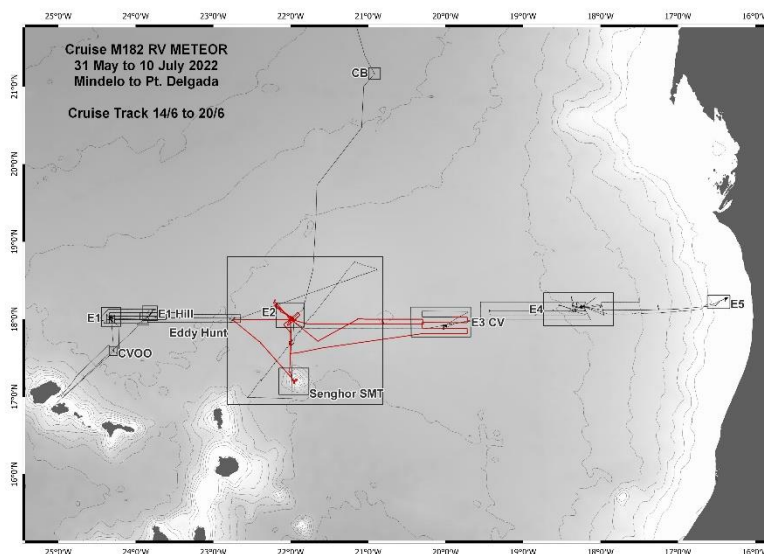 25°0'W 24°0'W 23°0'W 22°0'W 21°0'W 20°0'W 19°0'W 18°0'W 17°0'W 16°0'W
Cruise M182 RV METEOR
31 May to 10 July 2022
Mindelo to Pt. Delgada
Cruise Track 14/6 to 20/6
CB
21°0'N
20°0'N
19°0'N
18°0'N
17°0'N
16°0'N
E1
E1 Hill
Eddy Hunt
E2
E3 CV
E4
E5
CVOO
Senghor SMT
25°0'W 24°0'W 23°0'W 22°0'W 21°0'W 20°0'W 19°0'W 18°0'W 17°0'W 16°0'W